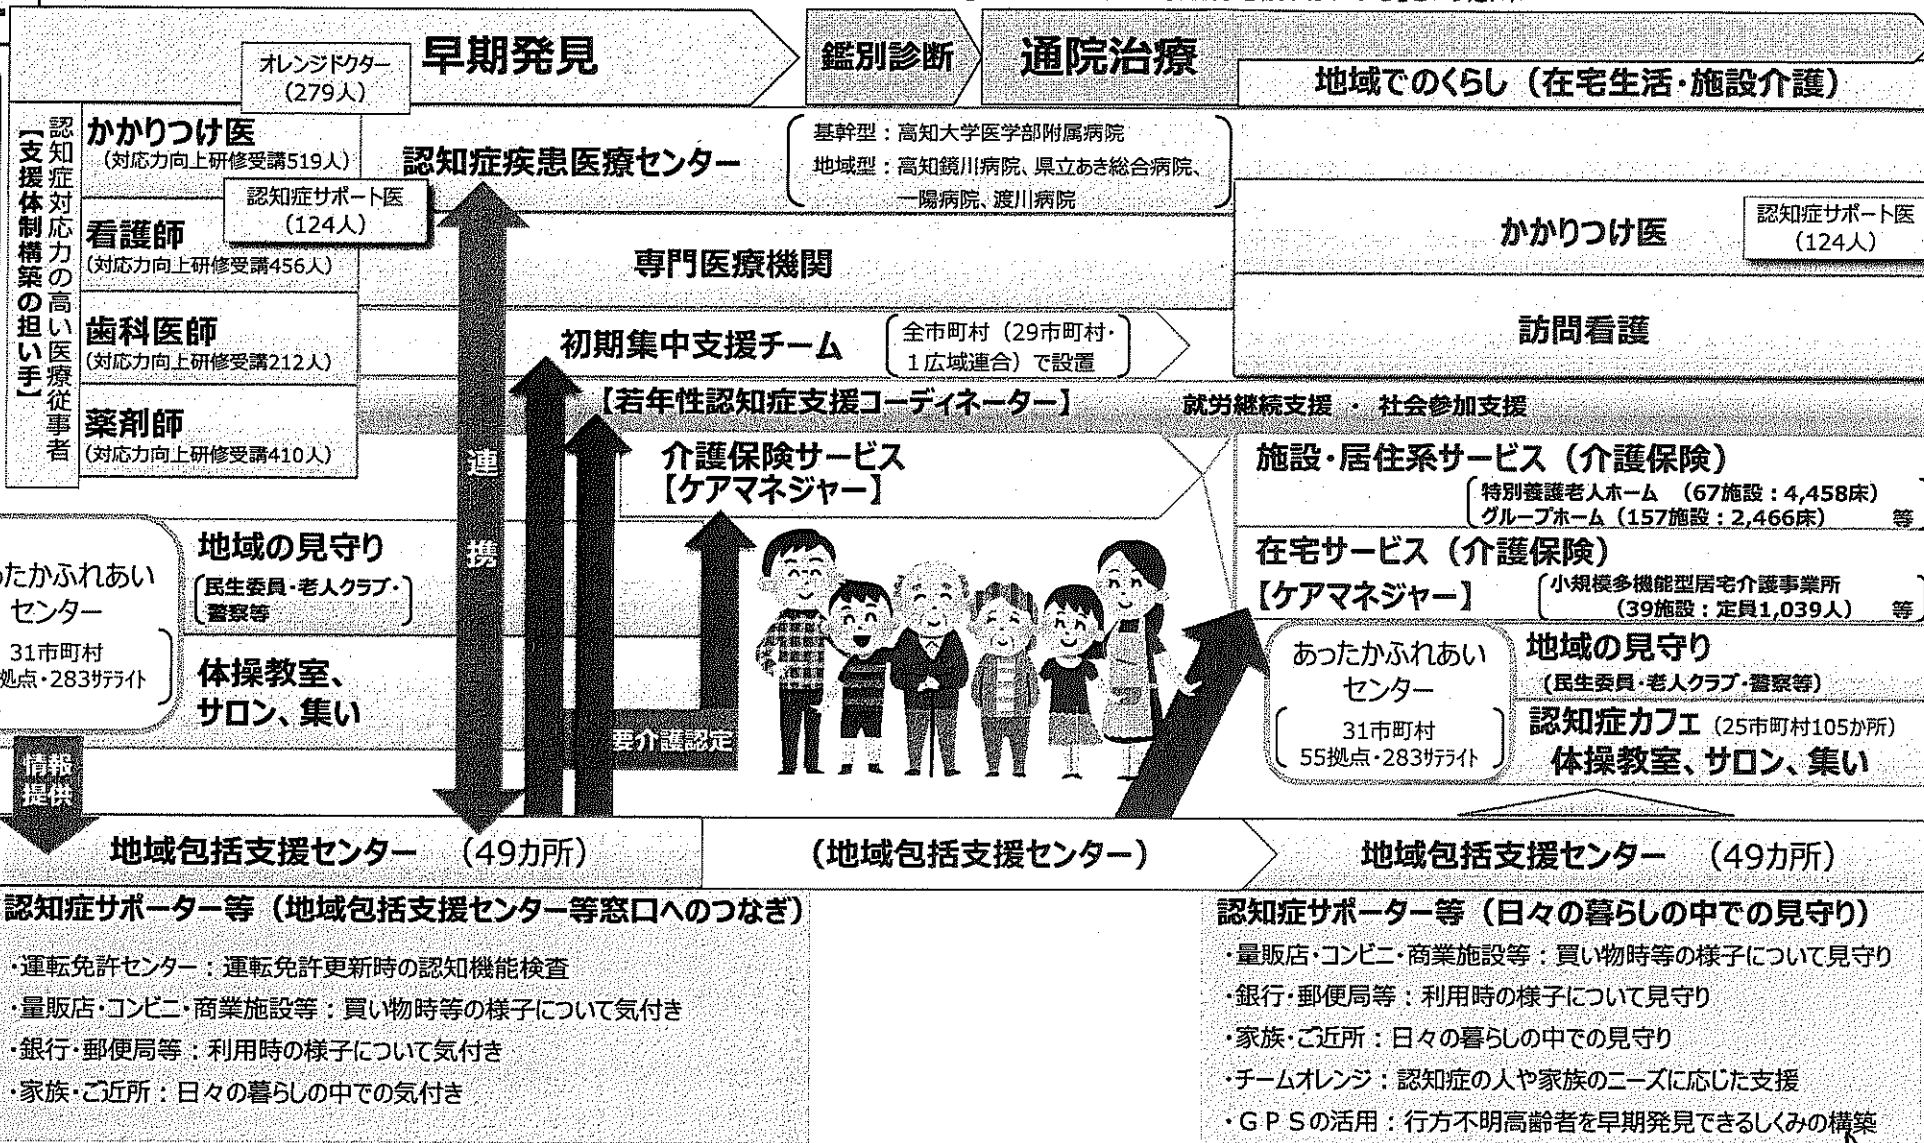 早期発見
オレンジドクター
（279人）
鑑別診断
通院治療
地域でのくらし（在宅生活・施設介護）
認知症対応力の高い医療従事者
【支援体制構築の担い手】
かかりつけ医
（対応力向上研修受講519人）
認知症サポート医
（124人）
看護師
（対応力向上研修受講456人）
歯科医師
（対応力向上研修受講212人）
薬剤師
（対応力向上研修受講410人）
認知症疾患医療センター
基幹型：高知大学医学部附属病院
地域型：高知鏡川病院、県立あき総合病院、
一陽病院、渡川病院
専門医療機関
初期集中支援チーム
全市町村（29市町村・
１広域連合）で設置
かかりつけ医
認知症サポート医
（124人）
訪問看護
【若年性認知症支援コーディネーター】
就労継続支援 ・ 社会参加支援
連携
介護保険サービス
【ケアマネジャー】
施設・居住系サービス（介護保険）
特別養護老人ホーム （67施設：4,458床）
グループホーム（157施設：2,466床） 等
在宅サービス（介護保険）
【ケアマネジャー】
小規模多機能型居宅介護事業所
（39施設：定員1,039人） 等
ったかふれあい
センター
31市町村
拠点・283ｻﾃﾗｲﾄ
地域の見守り
民生委員・老人クラブ・
警察等
体操教室、
サロン、集い
要介護認定
あったかふれあい
センター
31市町村
55拠点・283ｻﾃﾗｲﾄ
地域の見守り
（民生委員・老人クラブ・警察等）
認知症カフェ（25市町村105か所）
体操教室、サロン、集い
情報
提供
地域包括支援センター （49カ所）
（地域包括支援センター）
地域包括支援センター （49カ所）
認知症サポーター等（地域包括支援センター等窓口へのつなぎ）
・運転免許センター：運転免許更新時の認知機能検査
・量販店・コンビニ・商業施設等：買い物時等の様子について気付き
・銀行・郵便局等：利用時の様子について気付き
・家族・ご近所：日々の暮らしの中での気付き
認知症サポーター等（日々の暮らしの中での見守り）
・量販店・コンビニ・商業施設等：買い物時等の様子について見守り
・銀行・郵便局等：利用時の様子について見守り
・家族・ご近所：日々の暮らしの中での見守り
・チームオレンジ：認知症の人や家族のニーズに応じた支援
・ＧＰＳの活用：行方不明高齢者を早期発見できるしくみの構築